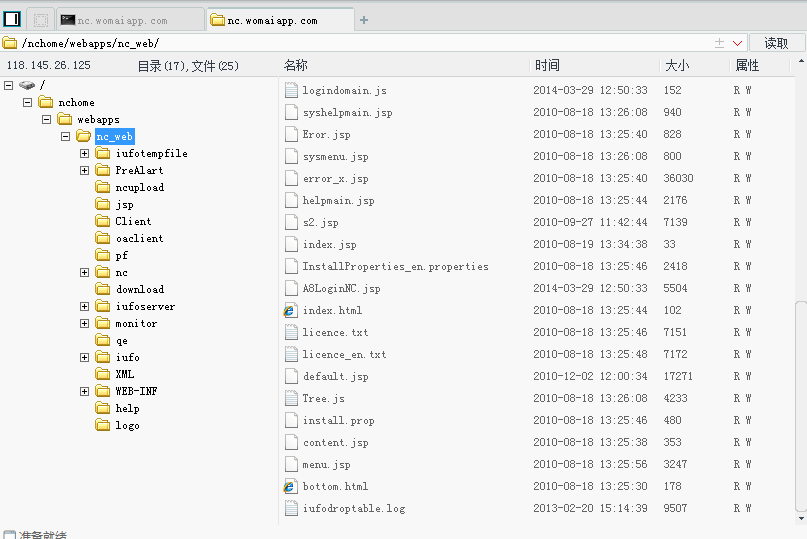 nc.womaiapp.com
nc.womaiapp.com
/nchome/webapps/nc_web/
读取
118.145.26.125
目录(17),文件(25)
名称 时间 大小 属性
/
nchome
webapps
nc_web
iufotempfile
PreAlart
ncupload
jsp
Client
oaclient
pf
nc
download
iufoserver
monitor
qe
iufo
XML
WEB-INF
help
logo
logindomain.js 2014-03-29 12:50:33 152 R W
syshelpmain.jsp 2010-08-18 13:26:08 940 R W
Eror.jsp 2010-08-18 13:25:40 828 R W
sysmenu.jsp 2010-08-18 13:26:08 800 R W
error_x.jsp 2010-08-18 13:25:40 36030 R W
helpmain.jsp 2010-08-18 13:25:44 2176 R W
s2.jsp 2010-09-27 11:42:44 7139 R W
index.jsp 2010-08-19 13:34:38 33 R W
InstallProperties_en.properties 2010-08-18 13:25:46 2418 R W
A8LoginNC.jsp 2014-03-29 12:50:33 5504 R W
index.html 2010-08-18 13:25:44 102 R W
licence.txt 2010-08-18 13:25:46 7151 R W
licence_en.txt 2010-08-18 13:25:48 7172 R W
default.jsp 2010-12-02 12:00:34 17271 R W
Tree.js 2010-08-18 13:26:08 4233 R W
install.prop 2010-08-18 13:25:46 480 R W
content.jsp 2010-08-18 13:25:38 353 R W
menu.jsp 2010-08-18 13:25:56 3247 R W
bottom.html 2010-08-18 13:25:30 178 R W
iufodroptable.log 2013-02-20 15:14:39 9507 R W
准备就绪